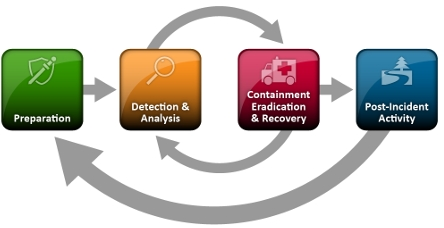 Preparation
Detection &
Analysis
Containment
Eradication
& Recovery
Post-Incident
Activity